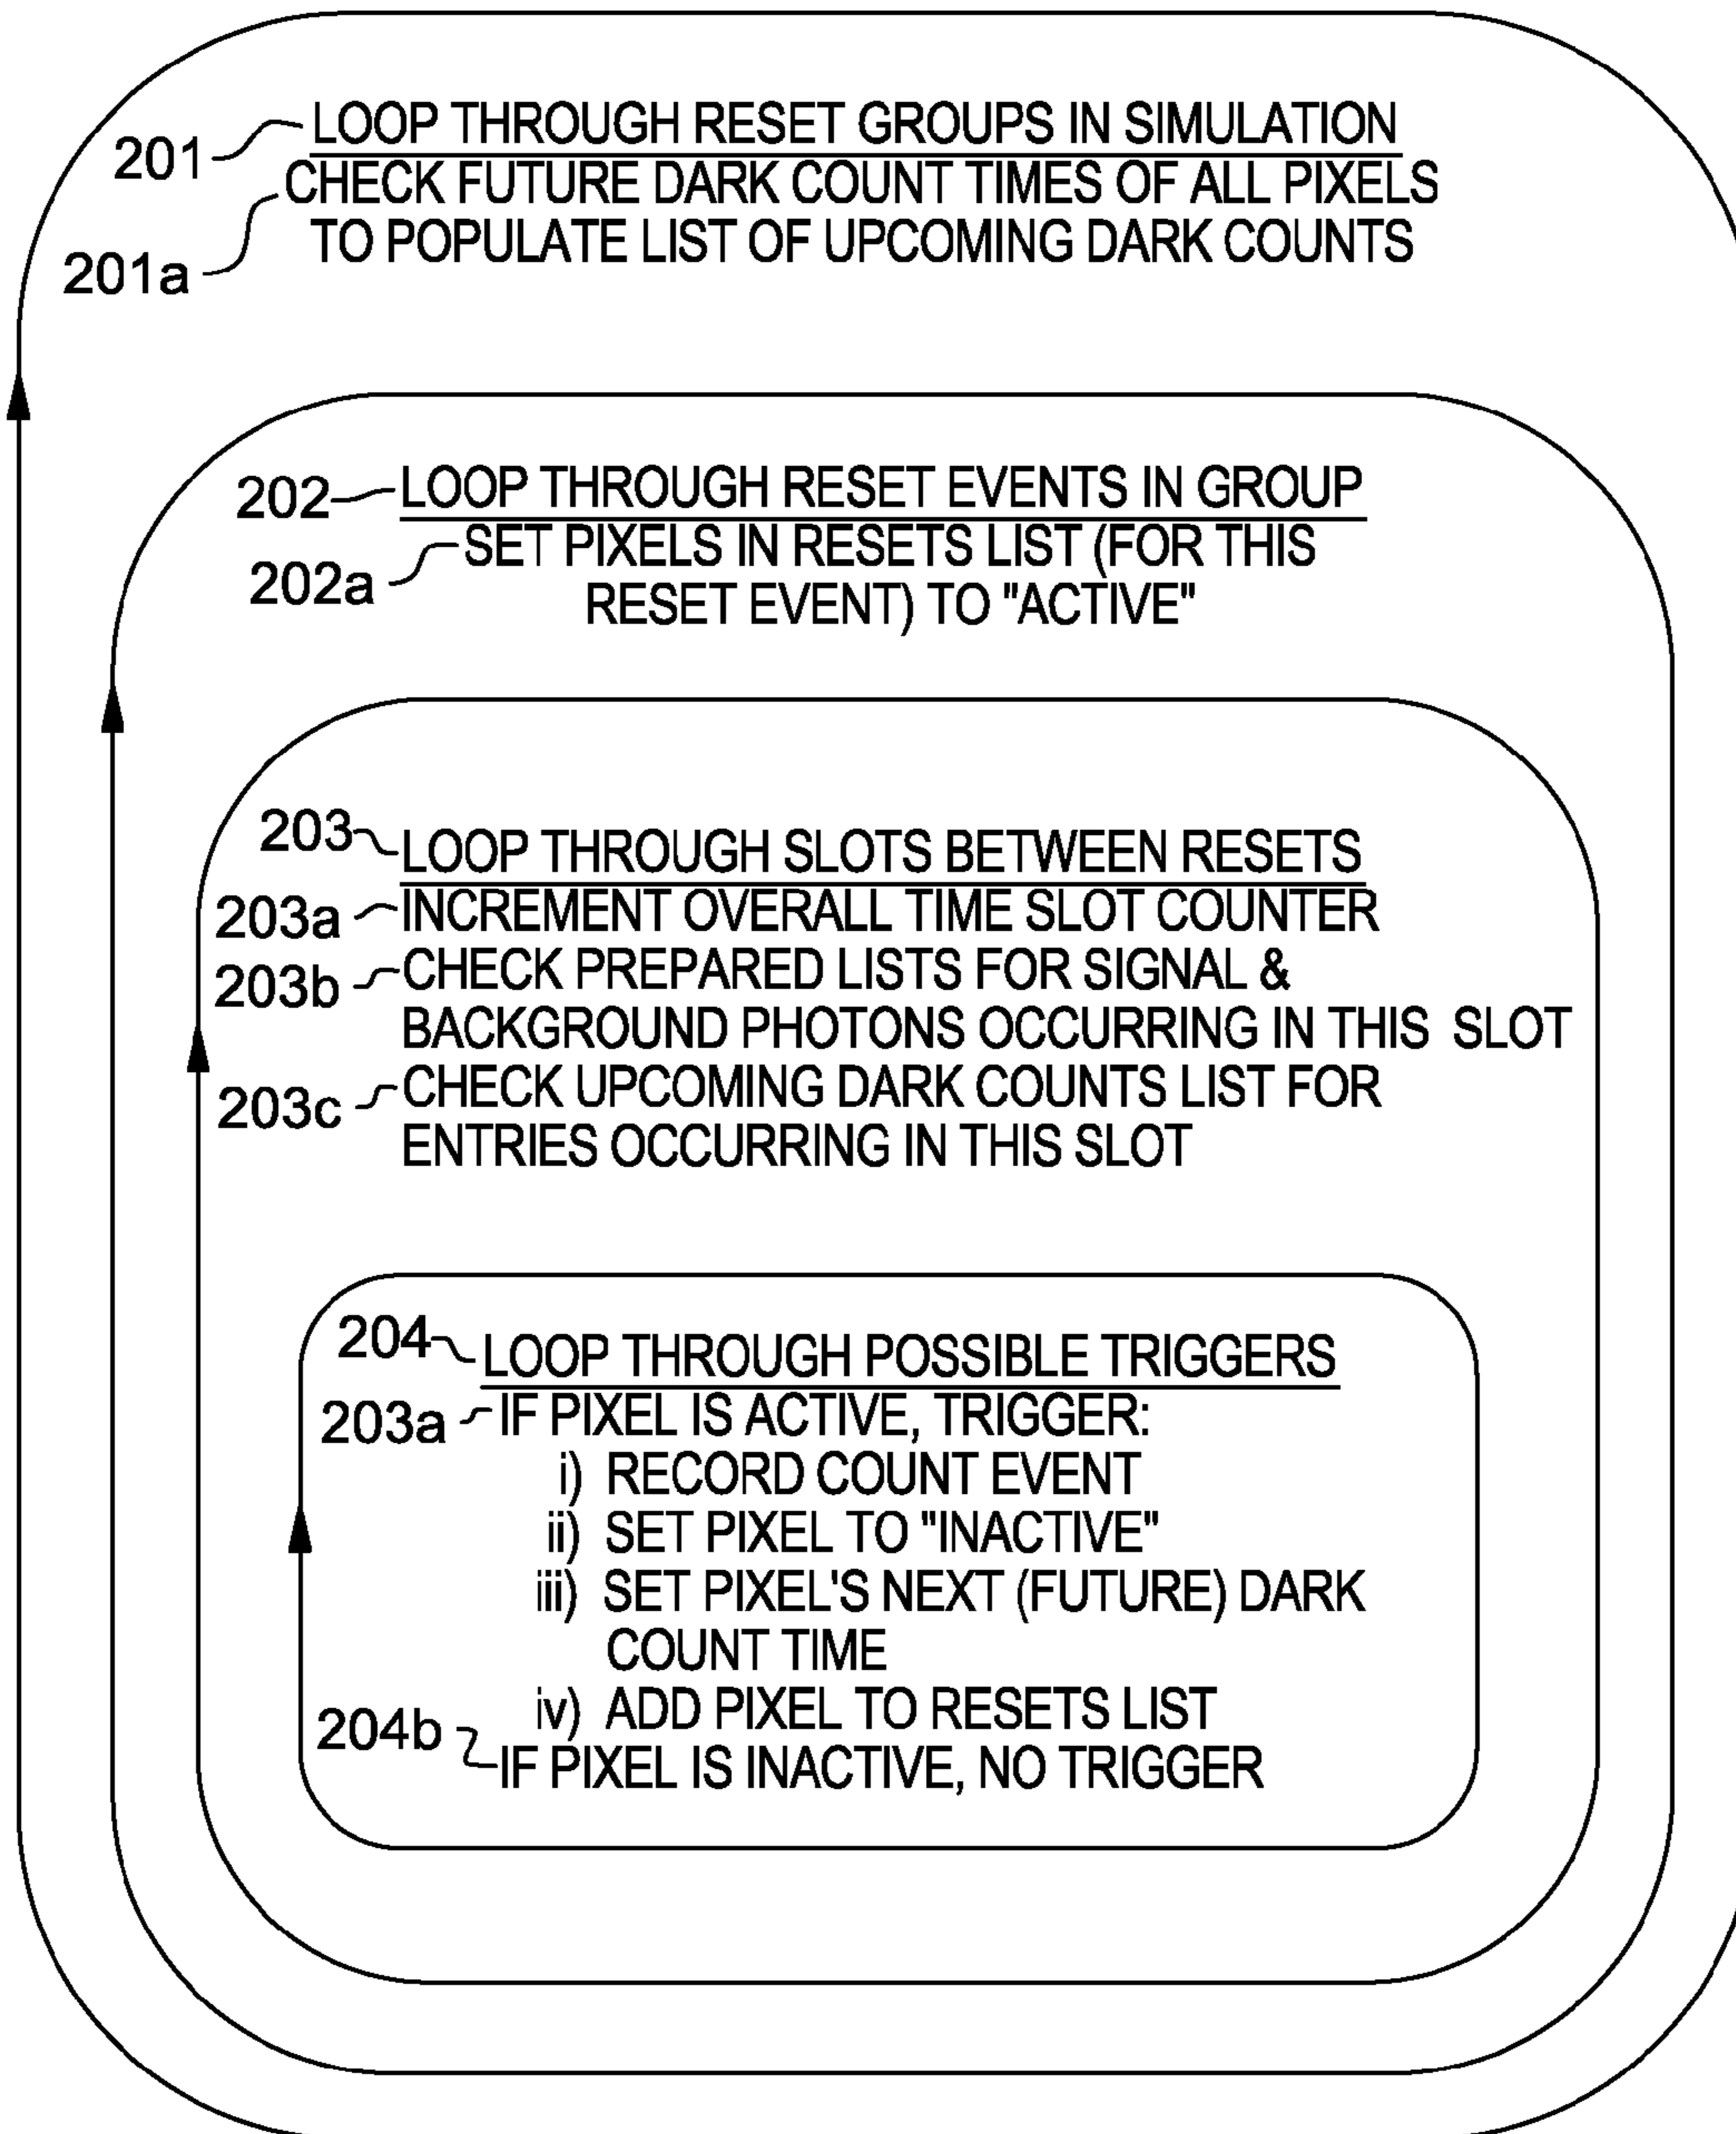 201 LOOP THROUGH RESET GROUPS IN SIMULATION
CHECK FUTURE DARK COUNT TIMES OF ALL PIXELS
201a TO POPULATE LIST OF UPCOMING DARK COUNTS
202 LOOP THROUGH RESET EVENTS IN GROUP
SET PIXELS IN RESETS LIST (FOR THIS
202a RESET EVENT) TO "ACTIVE"
203 LOOP THROUGH SLOTS BETWEEN RESETS
203a INCREMENT OVERALL TIME SLOT COUNTER
203b CHECK PREPARED LISTS FOR SIGNAL &
BACKGROUND PHOTONS OCCURRING IN THIS SLOT
203c CHECK UPCOMING DARK COUNTS LIST FOR
ENTRIES OCCURRING IN THIS SLOT
204 LOOP THROUGH POSSIBLE TRIGGERS
203a IF PIXEL IS ACTIVE, TRIGGER:
i) RECORD COUNT EVENT
ii) SET PIXEL TO "INACTIVE"
iii) SET PIXEL'S NEXT (FUTURE) DARK
COUNT TIME
iv) ADD PIXEL TO RESETS LIST
204b IF PIXEL IS INACTIVE, NO TRIGGER